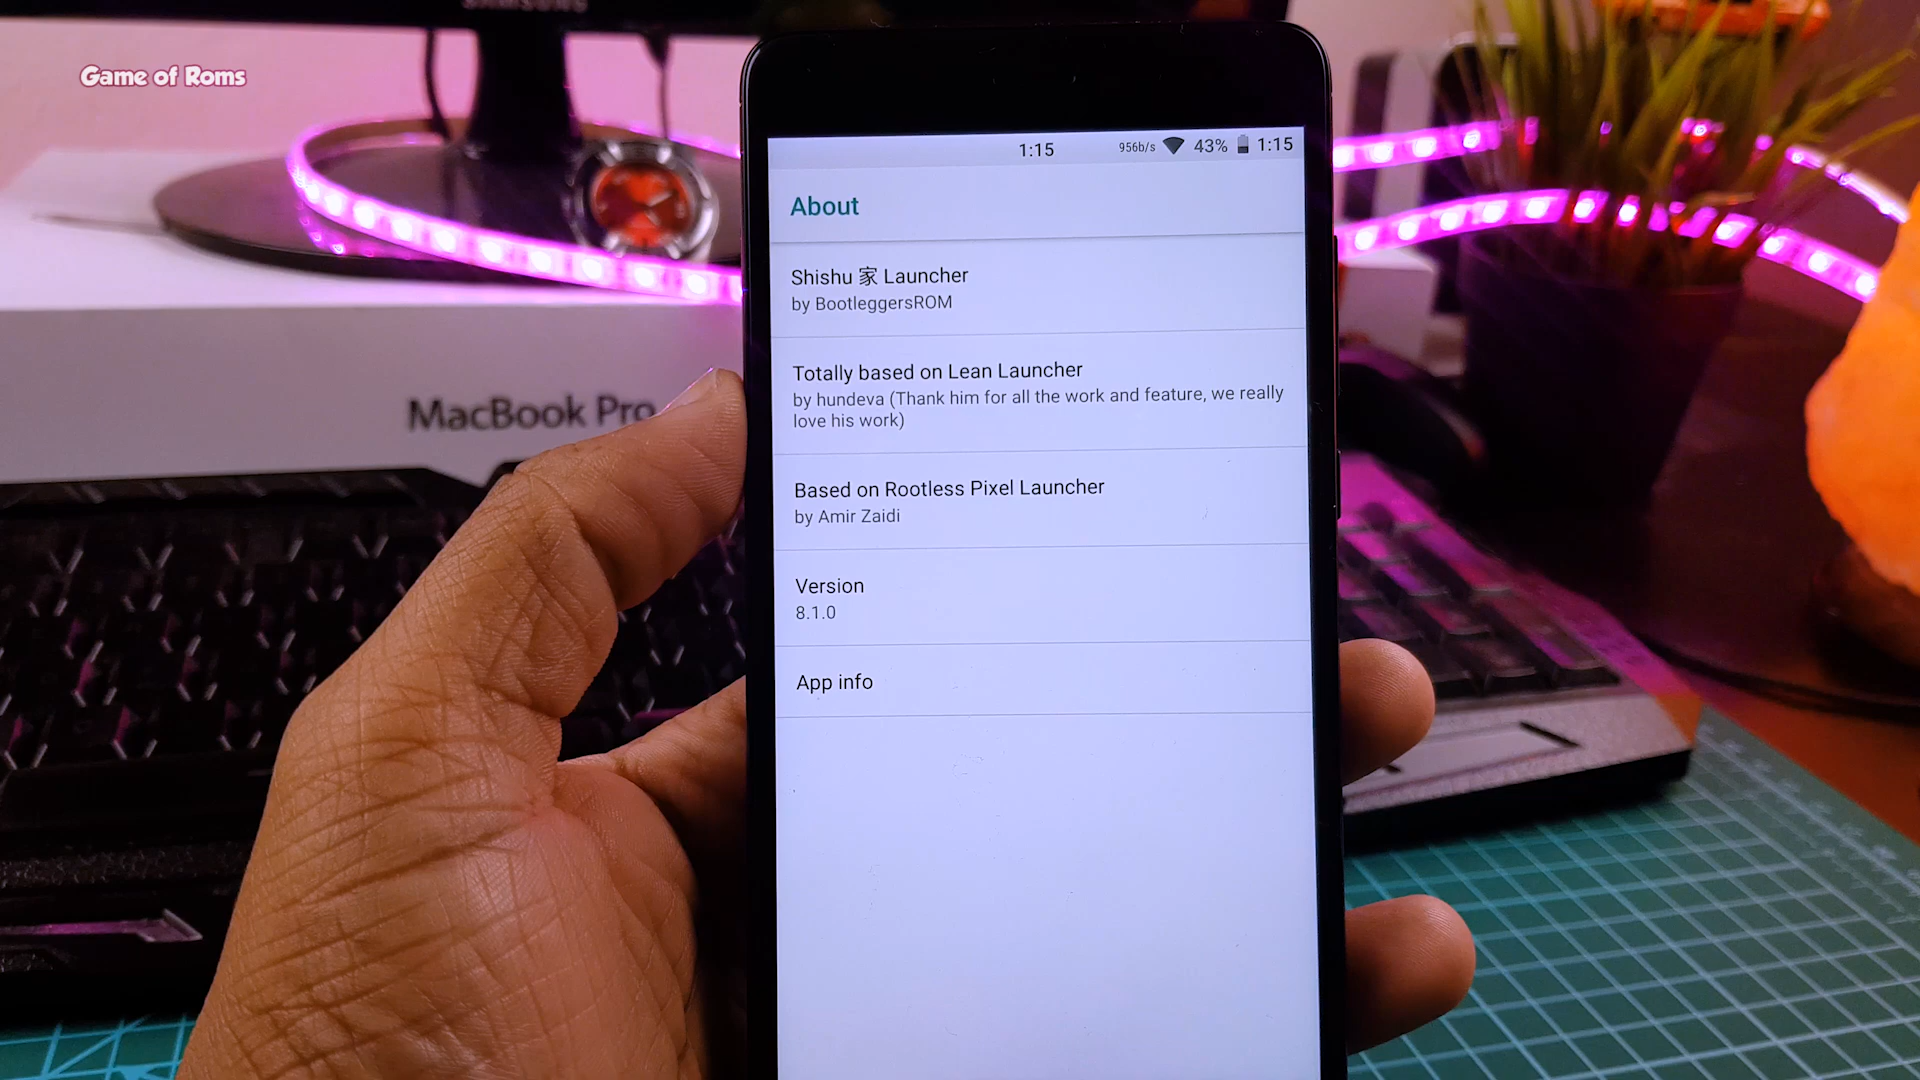 SAMSUNG
Game of Roms
1:15
956b/s 43% 1:15
About
Shishu 家 Launcher
by BootleggersROM
Totally based on Lean Launcher
by hundeva (Thank him for all the work and feature, we really
love his work)
Based on Rootless Pixel Launcher
by Amir Zaidi
Version
8.1.0
App info
MacBook Pro